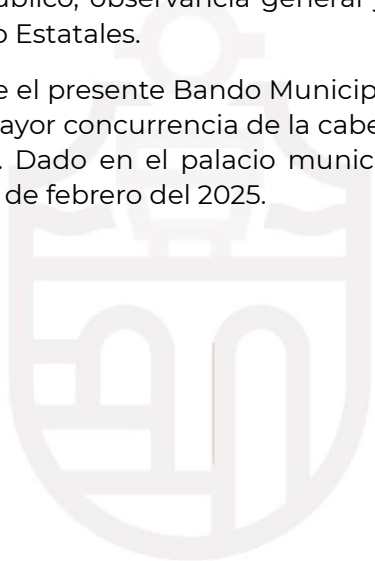 público, observancia general y
o Estatales.
e el presente Bando Municip
ayor concurrencia de la cabe
. Dado en el palacio munic
de febrero del 2025.